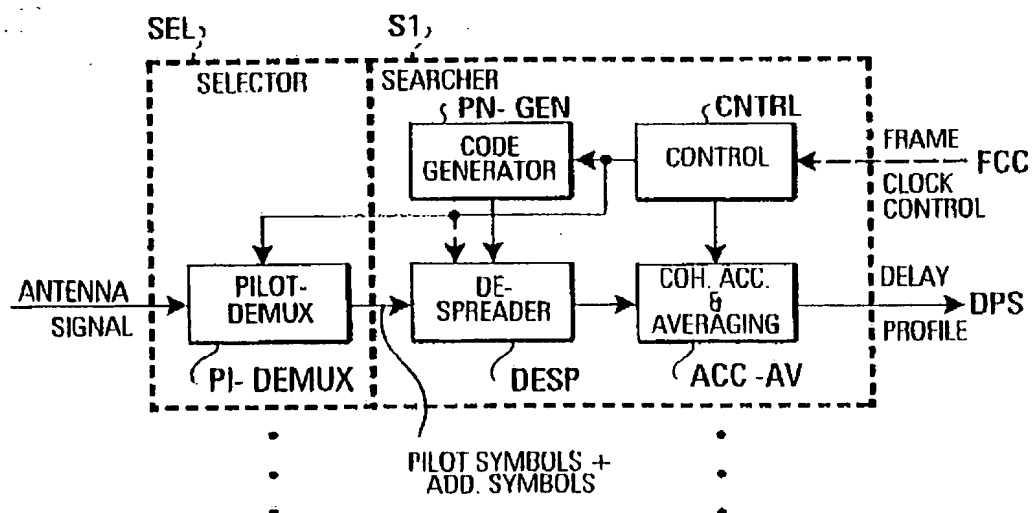 SEL
S1
SELECTOR
SEARCHER
PN- GEN
CNTRL
CODE
GENERATOR
CONTROL
FRAME
FCC
CLOCK
CONTROL
ANTENNA
SIGNAL
PILOT-
DEMUX
DE-
SPREADER
COH. ACC.
&
AVERAGING
DELAY
DPS
PROFILE
PI- DEMUX
DESP
ACC -AV
PILOT SYMBOLS +
ADD. SYMBOLS